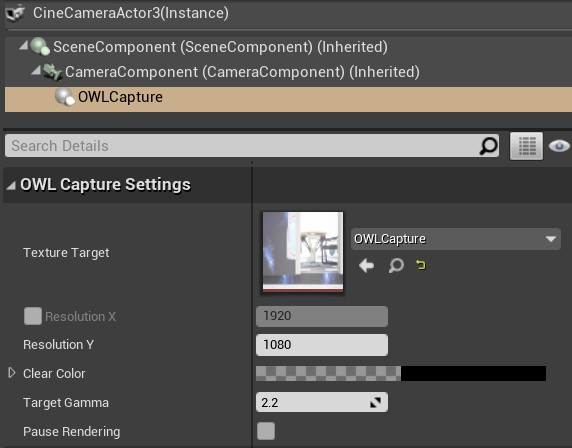 CineCameraActor3(Instance)
SceneComponent (SceneComponent) (Inherited)
CameraComponent (CameraComponent) (Inherited)
OWLCapture
Search Details
OWL Capture Settings
Texture Target
OWLCapture
Resolution X
1920
Resolution Y
1080
Clear Color
Target Gamma
2.2
Pause Rendering